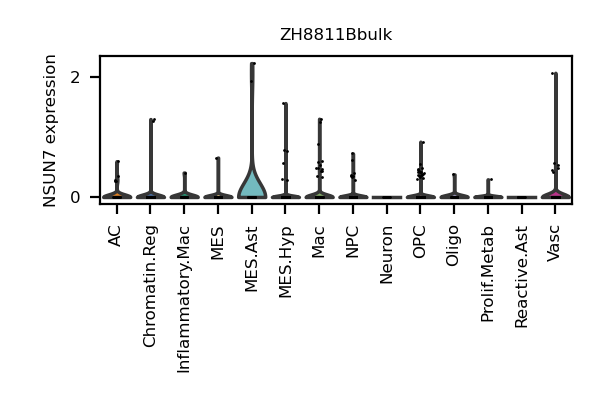 ZH8811Bbulk
NSUN7 expression
2
0
AC
Chromatin.Reg
Inflammatory.Mac
MES
MES.Ast
MES.Hyp
Mac
NPC
Neuron
OPC
Oligo
Prolif.Metab
Reactive.Ast
Vasc